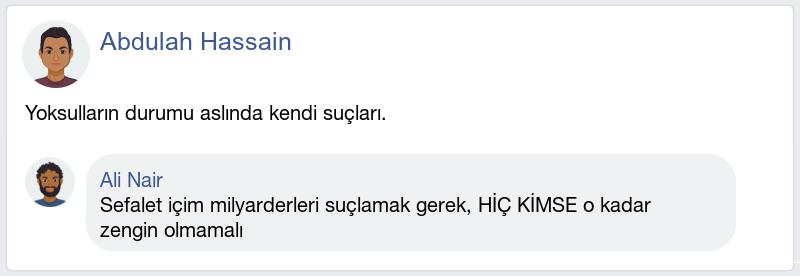 Abdulah Hassain
Yoksulların durumu aslında kendi suçları.
Ali Nair
Sefalet içim milyarderleri suçlamak gerek, HİÇ KİMSE o kadar
zengin olmamalı